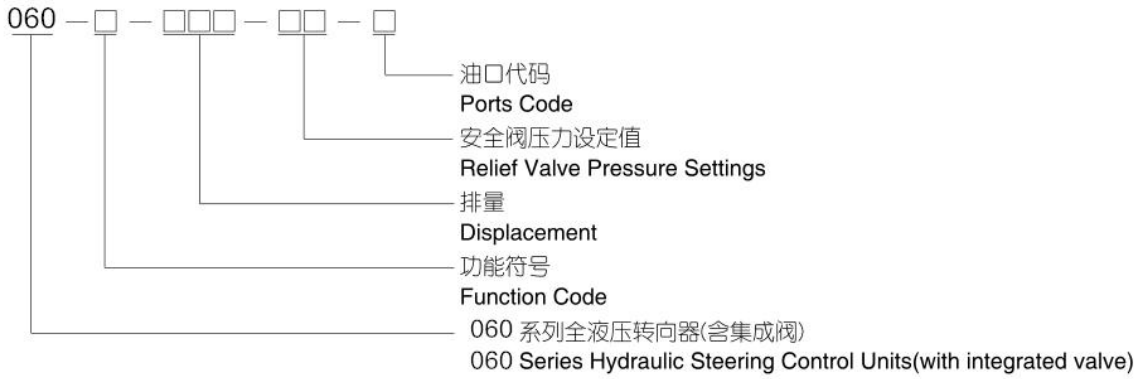 060 — □ — □□□ — □□ — □
油口代码
Ports Code
安全阀压力设定值
Relief Valve Pressure Settings
排量
Displacement
功能符号
Function Code
060 系列全液压转向器(含集成阀)
060 Series Hydraulic Steering Control Units(with integrated valve)